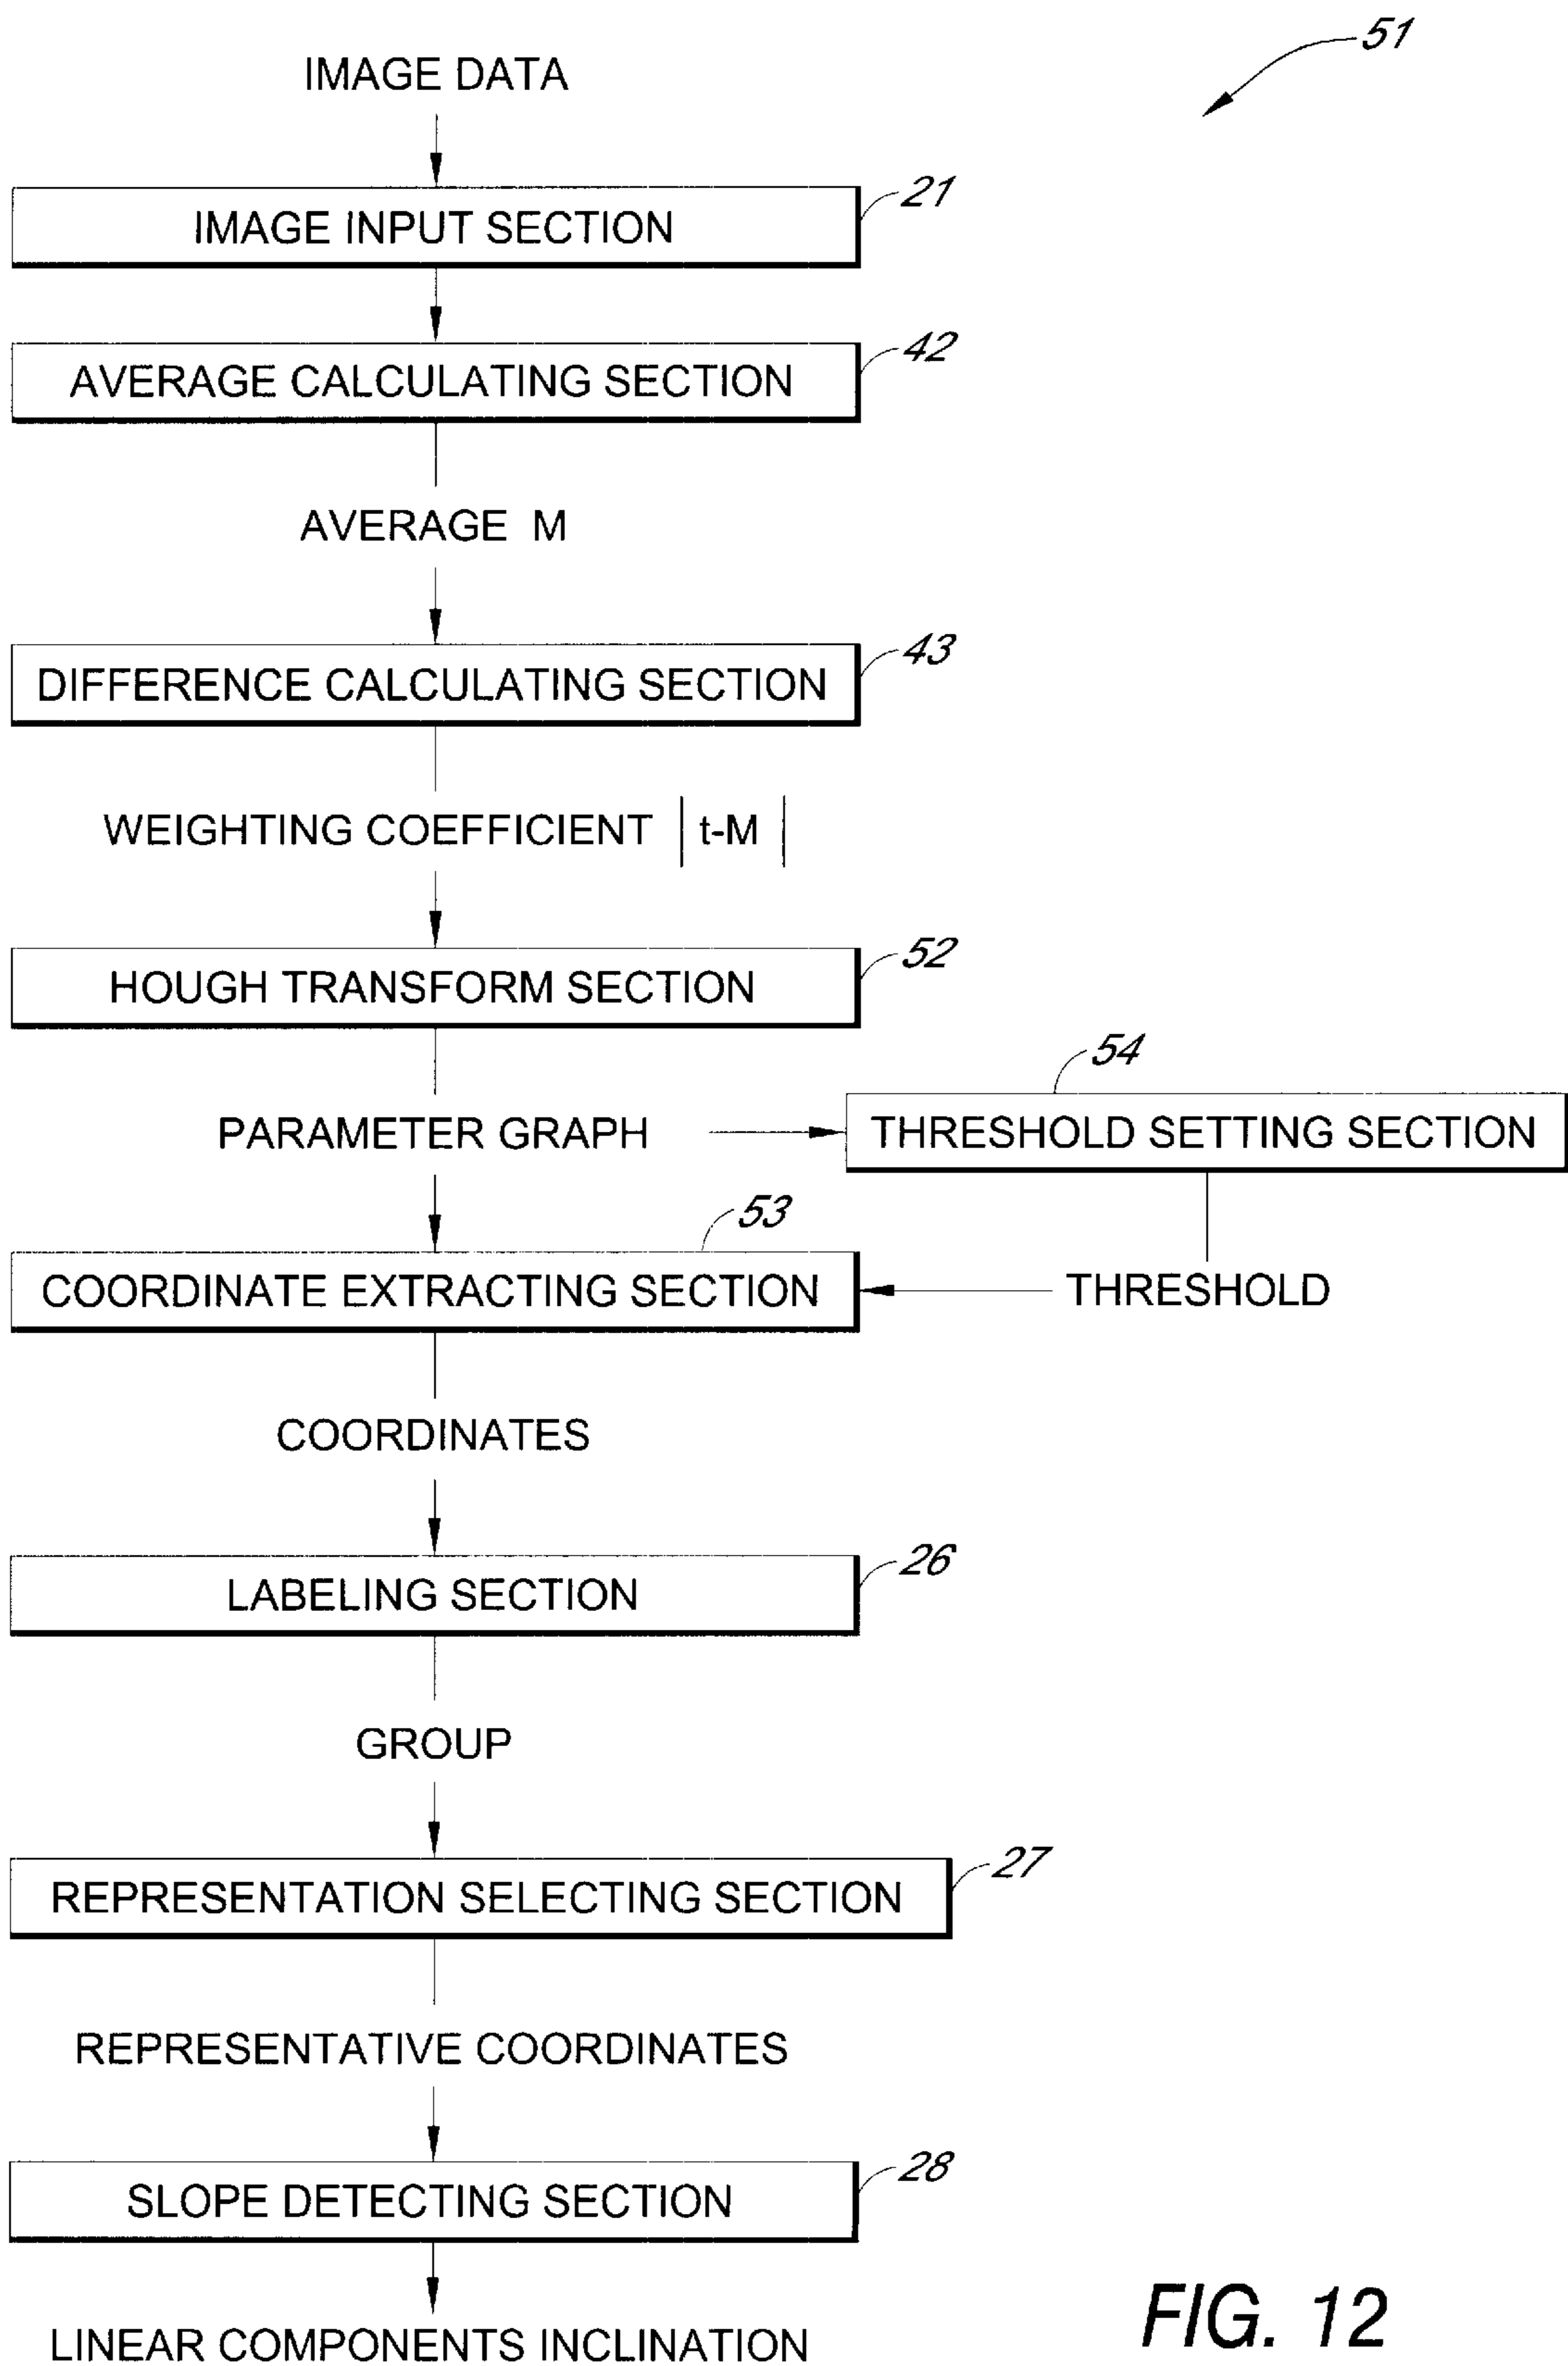 51
IMAGE DATA
21
IMAGE INPUT SECTION
42
AVERAGE CALCULATING SECTION
AVERAGE M
43
DIFFERENCE CALCULATING SECTION
WEIGHTING COEFFICIENT |t-M|
52
HOUGH TRANSFORM SECTION
54
PARAMETER GRAPH
THRESHOLD SETTING SECTION
53
COORDINATE EXTRACTING SECTION
THRESHOLD
COORDINATES
26
LABELING SECTION
GROUP
27
REPRESENTATION SELECTING SECTION
REPRESENTATIVE COORDINATES
28
SLOPE DETECTING SECTION
LINEAR COMPONENTS INCLINATION
FIG. 12